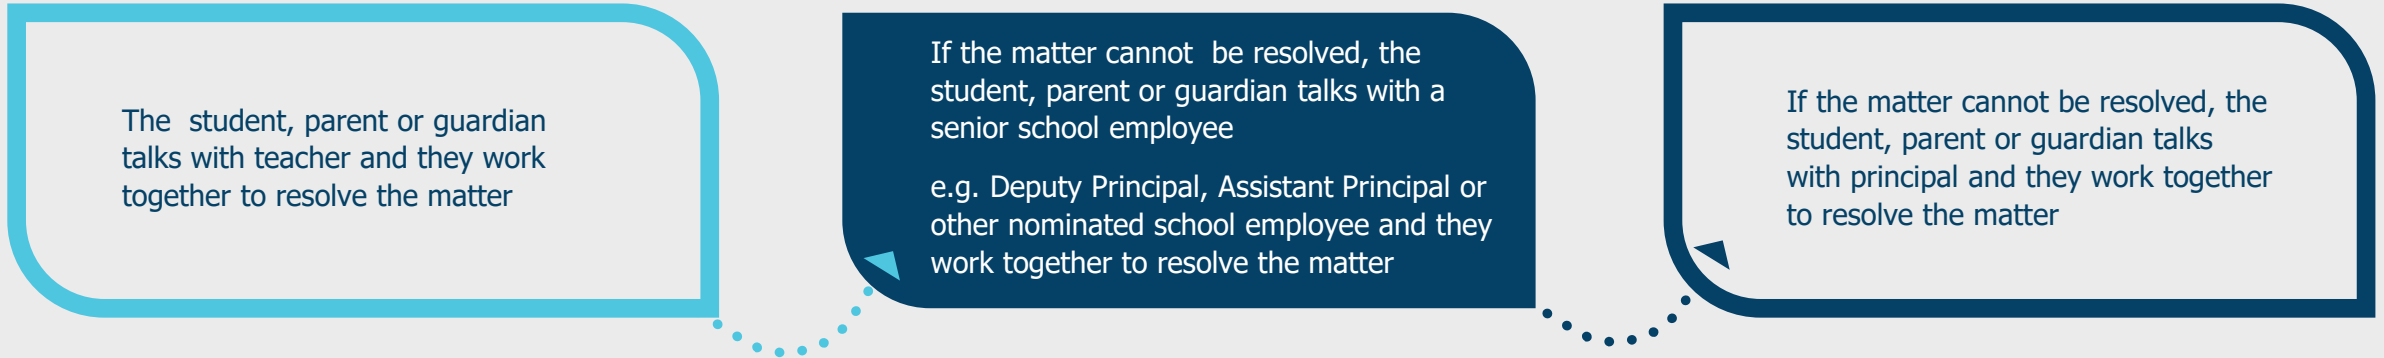 The  student, parent or guardian
talks with teacher and they work
together to resolve the matter
If the matter cannot  be resolved, the
student, parent or guardian talks with a
senior school employee
e.g. Deputy Principal, Assistant Principal or
other nominated school employee and they
work together to resolve the matter
If the matter cannot be resolved, the
student, parent or guardian talks
with principal and they work together
to resolve the matter